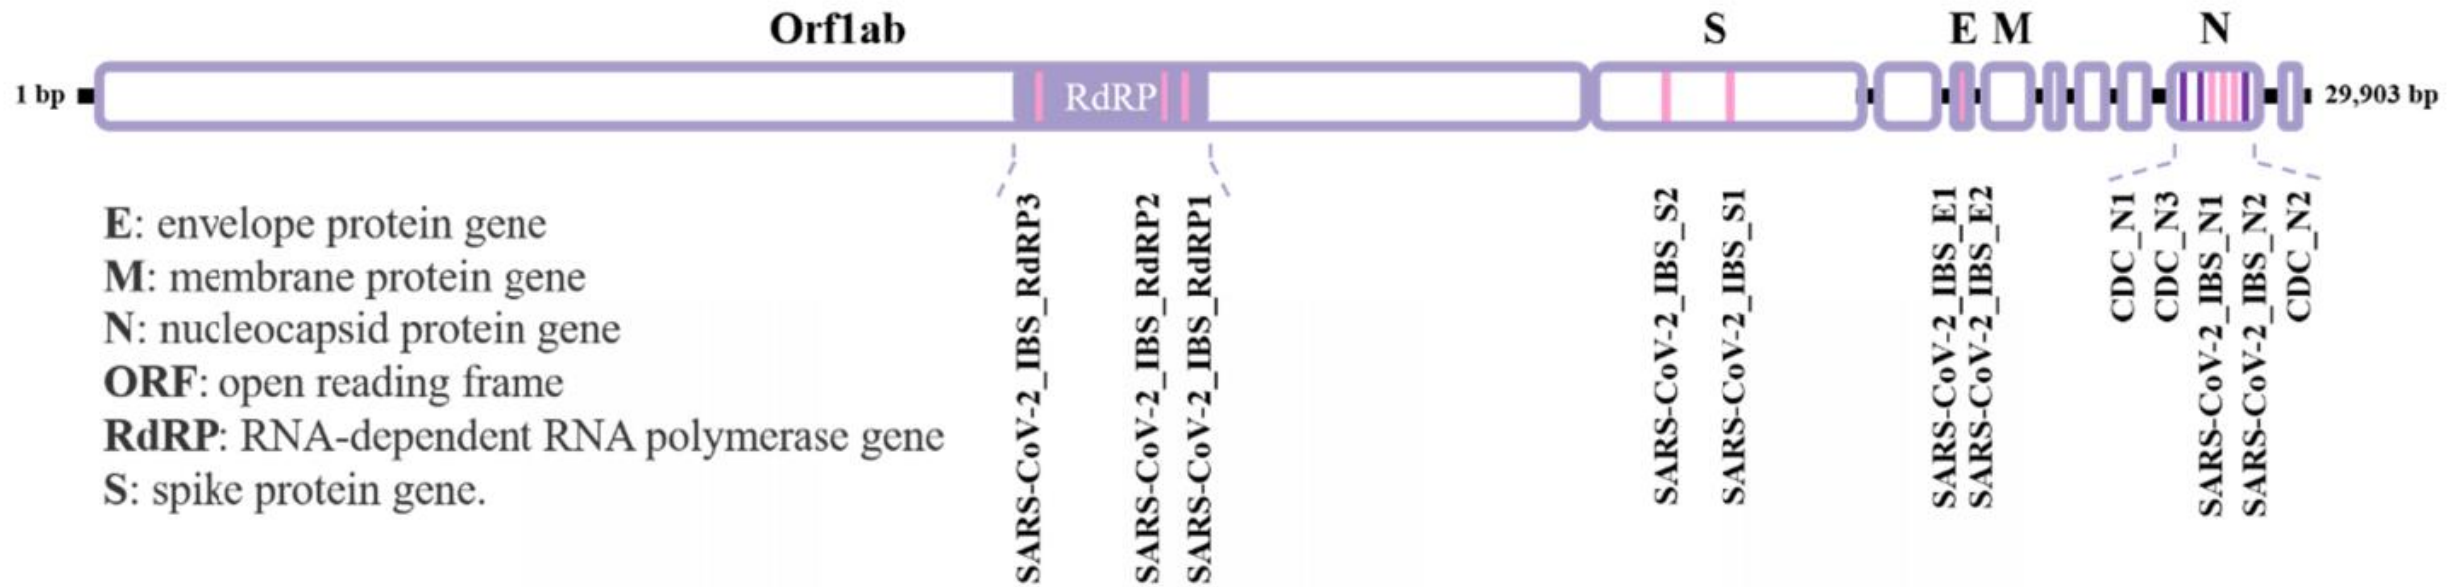 Orf1ab S E M N
1 bp RdRP 29,903 bp
E: envelope protein gene
M: membrane protein gene
N: nucleocapsid protein gene
ORF: open reading frame
RdRP: RNA-dependent RNA polymerase gene
S: spike protein gene.
SARS-CoV-2_IBS_RdRP3
SARS-CoV-2_IBS_RdRP2
SARS-CoV-2_IBS_RdRP1
SARS-CoV-2_IBS_S2
SARS-CoV-2_IBS_S1
SARS-CoV-2_IBS_E1
SARS-CoV-2_IBS_E2
CDC_N1
CDC_N3
SARS-CoV-2_IBS_N1
SARS-CoV-2_IBS_N2
CDC_N2